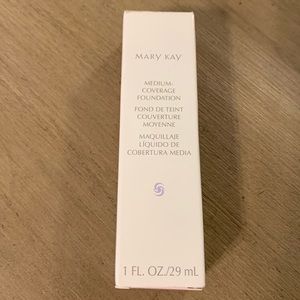 MARY KAY
MEDIUM-
COVERAGE
FOUNDATION
FOND DE TEINT
COUVERTURE
MOYENNE
MAQUILLAJE
LÍQUIDO DE
COBERTURA MEDIA
1 FL. OZ./29 mL